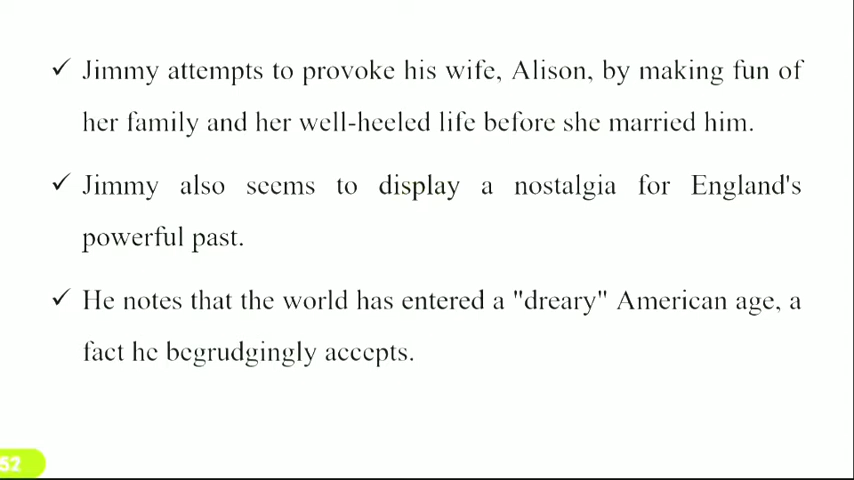 ✓ Jimmy attempts to provoke his wife, Alison, by making fun of
her family and her well-heeled life before she married him.
✓ Jimmy also seems to display a nostalgia for England's
powerful past.
✓ He notes that the world has entered a "dreary" American age, a
fact he begrudgingly accepts.
52